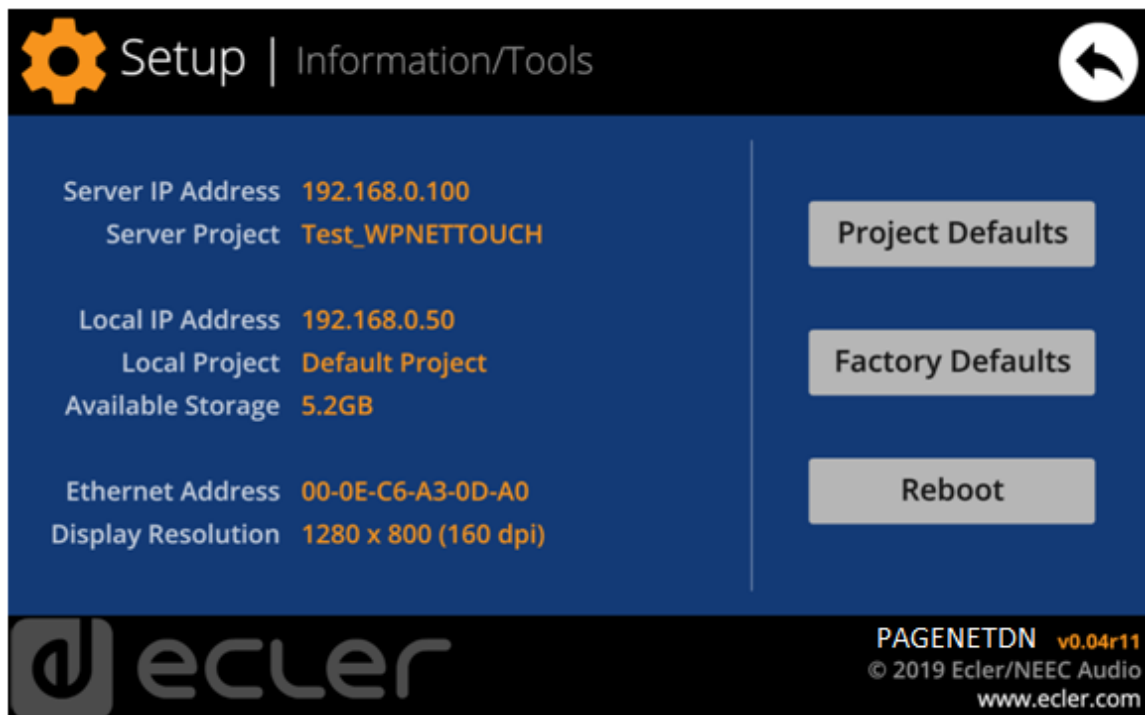 Setup | Information/Tools
Server IP Address 192.168.0.100
Server Project Test_WPNETTOUCH
Local IP Address 192.168.0.50
Local Project Default Project
Available Storage 5.2GB
Ethernet Address 00-0E-C6-A3-0D-A0
Display Resolution 1280 x 800 (160 dpi)
Project Defaults
Factory Defaults
Reboot
ecler
PAGENETDN v0.04r11
© 2019 Ecler/NEEC Audio
www.ecler.com